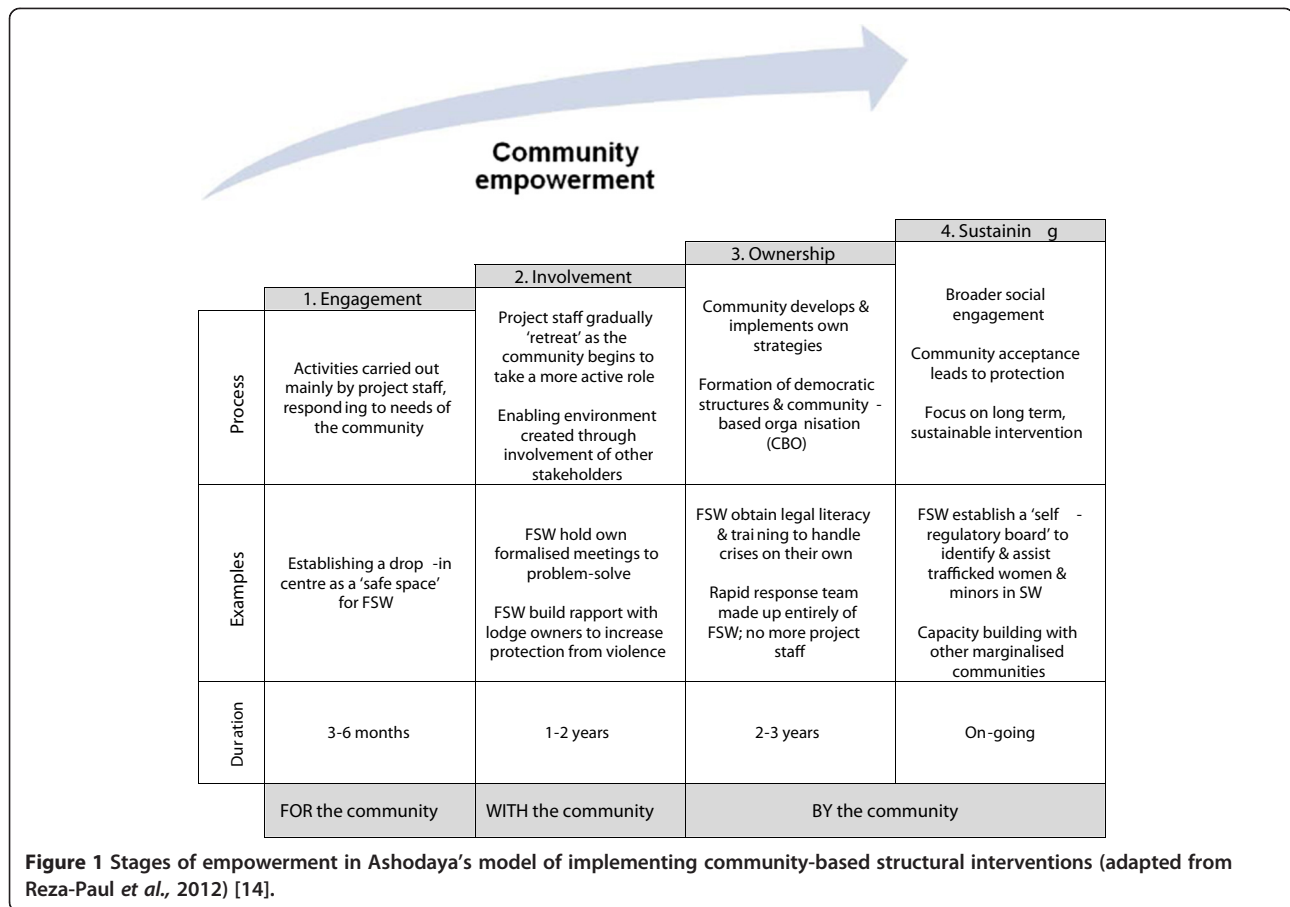 Community
empowerment
1. Engagement
2. Involvement
3. Ownership
4. Sustainin g
Process
Activities carried out
mainly by project staff,
respond ing to needs of
the community
Project staff gradually
‘retreat’ as the
community begins to
take a more active role
Enabling environment
created through
involvement of other
stakeholders
Community develops &
implements own
strategies
Formation of democratic
structures & community -
based orga nisation
(CBO)
Broader social
engagement
Community acceptance
leads to protection
Focus on long term,
sustainable intervention
Examples
Establishing a drop -in
centre as a ‘safe space’
for FSW
FSW hold own
formalised meetings to
problem-solve
FSW build rapport with
lodge owners to increase
protection from violence
FSW obtain legal literacy
& trai ning to handle
crises on their own
Rapid response team
made up entirely of
FSW; no more project
staff
FSW establish a ‘self -
regulatory board’ to
identify & assist
trafficked women &
minors in SW
Capacity building with
other marginalised
communities
Duration
3-6 months
1-2 years
2-3 years
On-going
FOR the community
WITH the community
BY the community
Figure 1 Stages of empowerment in Ashodaya’s model of implementing community-based structural interventions (adapted from
Reza-Paul et al., 2012) [14].